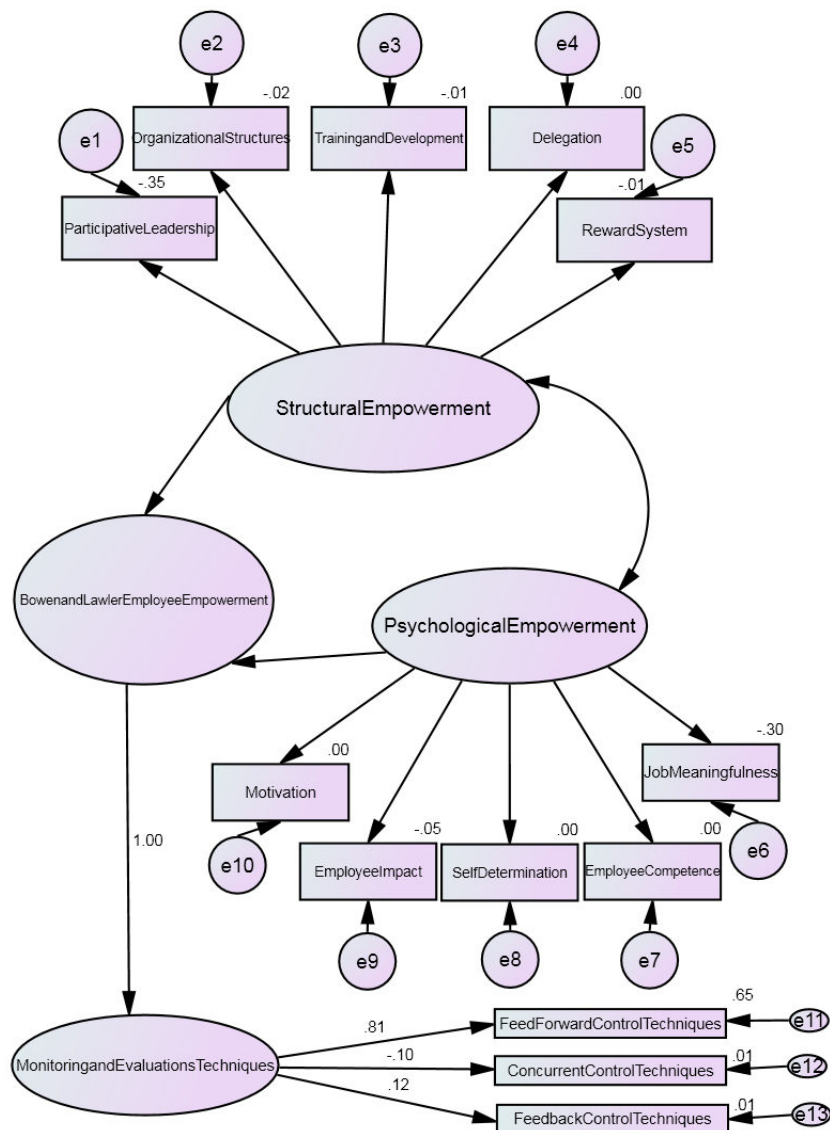 e2
e3
e4
-.02
-.01
.00
e1
OrganizationalStructures
TrainingandDevelopment
Delegation
e5
-.35
-.01
ParticipativeLeadership
RewardSystem
StructuralEmpowerment
BowenandLawlerEmployeeEmpowerment
PsychologicalEmpowerment
-.30
.00
JobMeaningfulness
Motivation
1.00
-.05
.00
.00
e10
e6
EmployeeImpact
SelfDetermination
EmployeeCompetence
e9
e8
e7
.65
.81
FeedForwardControlTechniques
e11
MonitoringandEvaluationsTechniques
-.10
.01
ConcurrentControlTechniques
e12
.12
.01
FeedbackControlTechniques
e13